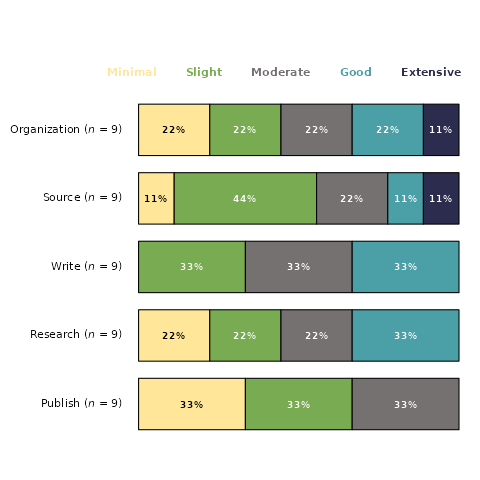 Minimal Slight Moderate Good Extensive
Organization (n = 9) 22% 22% 22% 22% 11%
Source (n = 9) 11% 44% 22% 11% 11%
Write (n = 9) 33% 33% 33%
Research (n = 9) 22% 22% 22% 33%
Publish (n = 9) 33% 33% 33%